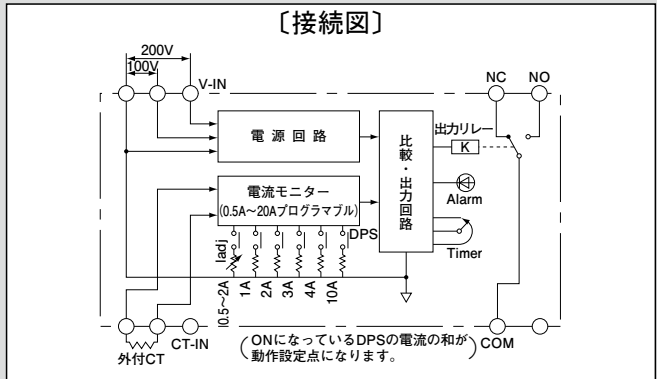 〔接続図〕
200V
100V
V-IN
NC
NO
電源回路
比較・出力回路
出力リレー
K
電流モニター
(0.5A〜20Aプログラマブル)
Alarm
DPS
Timer
Iadj
I0.5〜2A
1A
2A
3A
4A
10A
外付CT
CT-IN
(ONになっているDPSの電流の和が
動作設定点になります。)
COM